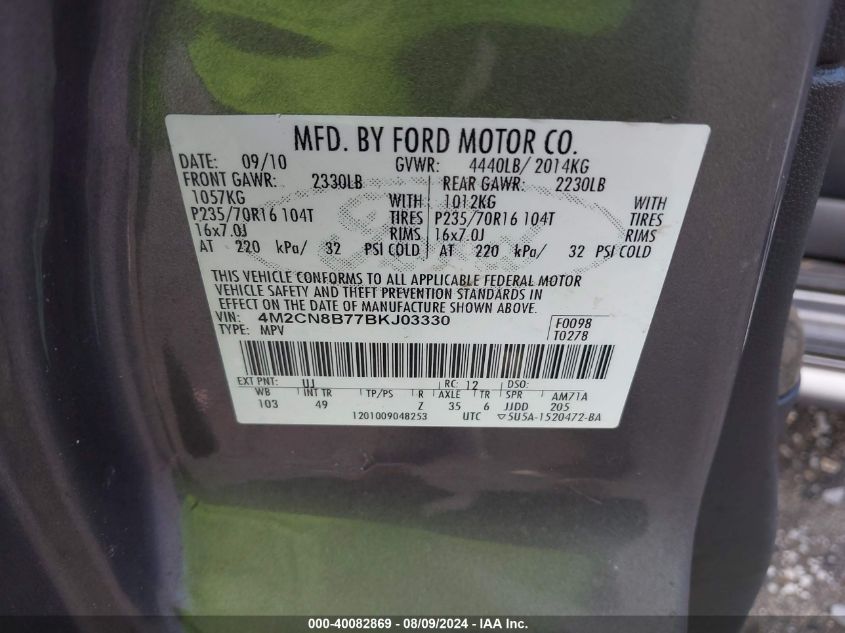 MFD. BY FORD MOTOR CO.
DATE: 09/10 GVWR: 4440LB/ 2014KG
FRONT GAWR: 2330LB REAR GAWR: 2230LB
1057KG WITH 1012KG WITH
P235/70R16 104T TIRES P235/70R16 104T TIRES
16x7.0J RIMS 16x7.0J RIMS
AT 220 kPa/ 32 PSI COLD AT 220 kPa/ 32 PSI COLD
THIS VEHICLE CONFORMS TO ALL APPLICABLE FEDERAL MOTOR
VEHICLE SAFETY AND THEFT PREVENTION STANDARDS IN
EFFECT ON THE DATE OF MANUFACTURE SHOWN ABOVE.
VIN: 4M2CN8B77BKJ03330 F0098
TYPE: MPV T0278
EXT PNT: UJ RC: 12 DSO:
WB INT TR TP/PS R AXLE TR SPR AM71A
103 49 Z 35 6 JJDD 205
1201009048253 UTC ▽5U5A-1520472-BA
000-40082869 - 08/09/2024 - IAA Inc.